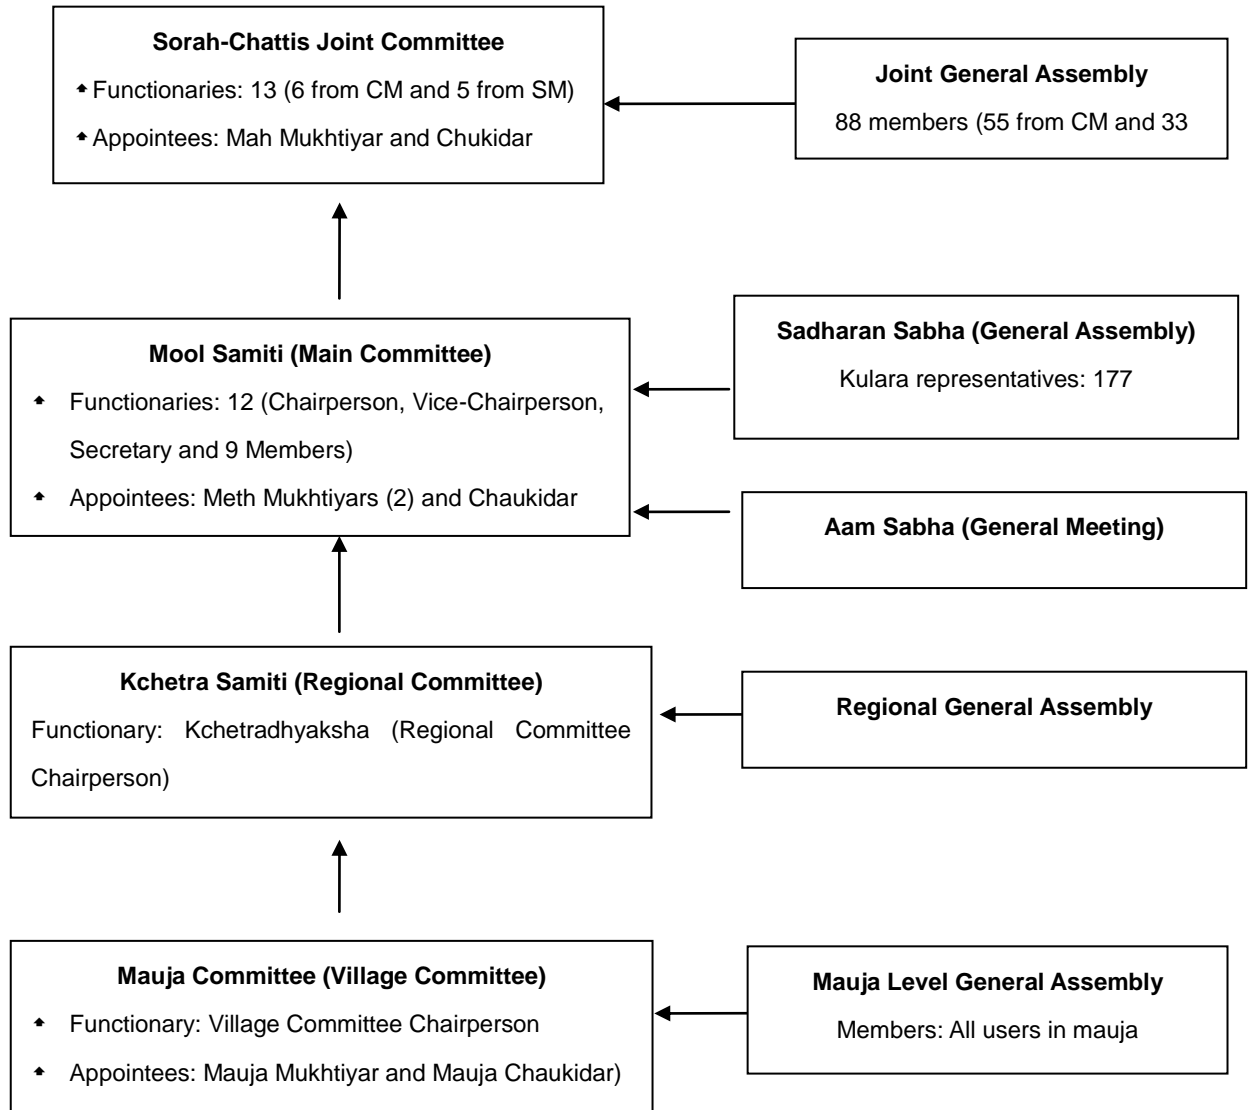 Sorah-Chattis Joint Committee
Functionaries: 13 (6 from CM and 5 from SM)
Appointees: Mah Mukhtiyar and Chukidar
Joint General Assembly
88 members (55 from CM and 33
Mool Samiti (Main Committee)
Functionaries: 12 (Chairperson, Vice-Chairperson,
Secretary and 9 Members)
Appointees: Meth Mukhtiyars (2) and Chaukidar
Sadharan Sabha (General Assembly)
Kulara representatives: 177
Aam Sabha (General Meeting)
Kchetra Samiti (Regional Committee)
Functionary: Kchetradhyaksha (Regional Committee
Chairperson)
Regional General Assembly
Mauja Committee (Village Committee)
Functionary: Village Committee Chairperson
Appointees: Mauja Mukhtiyar and Mauja Chaukidar)
Mauja Level General Assembly
Members: All users in mauja